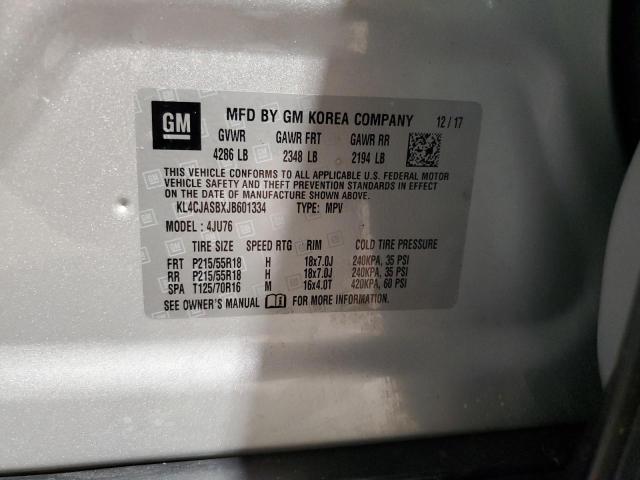 GM
MFD BY GM KOREA COMPANY 12/17
GVWR GAWR FRT GAWR RR
4286 LB 2348 LB 2194 LB
THIS VEHICLE CONFORMS TO ALL APPLICABLE U.S. FEDERAL MOTOR
VEHICLE SAFETY AND THEFT PREVENTION STANDARDS IN EFFECT
ON THE DATE OF MANUFACTURE SHOWN ABOVE.
KL4CJASBXJB601334 TYPE: MPV
MODEL : 4JU76
TIRE SIZE SPEED RTG RIM COLD TIRE PRESSURE
FRT P215/55R18 H 18x7.0J 240KPA, 35 PSI
RR P215/55R18 H 18x7.0J 240KPA, 35 PSI
SPA T125/70R16 M 16x4.0T 420KPA, 60 PSI
SEE OWNER'S MANUAL FOR MORE INFORMATION.